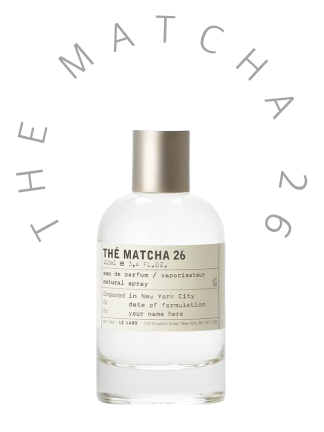 THE MATCHA 26
THÉ MATCHA 26
100ml e 3,4 FL.OZ.
eau de parfum / vaporisateur
natural spray
Compounded in New York City
date of formulation
your name here
LE LABO